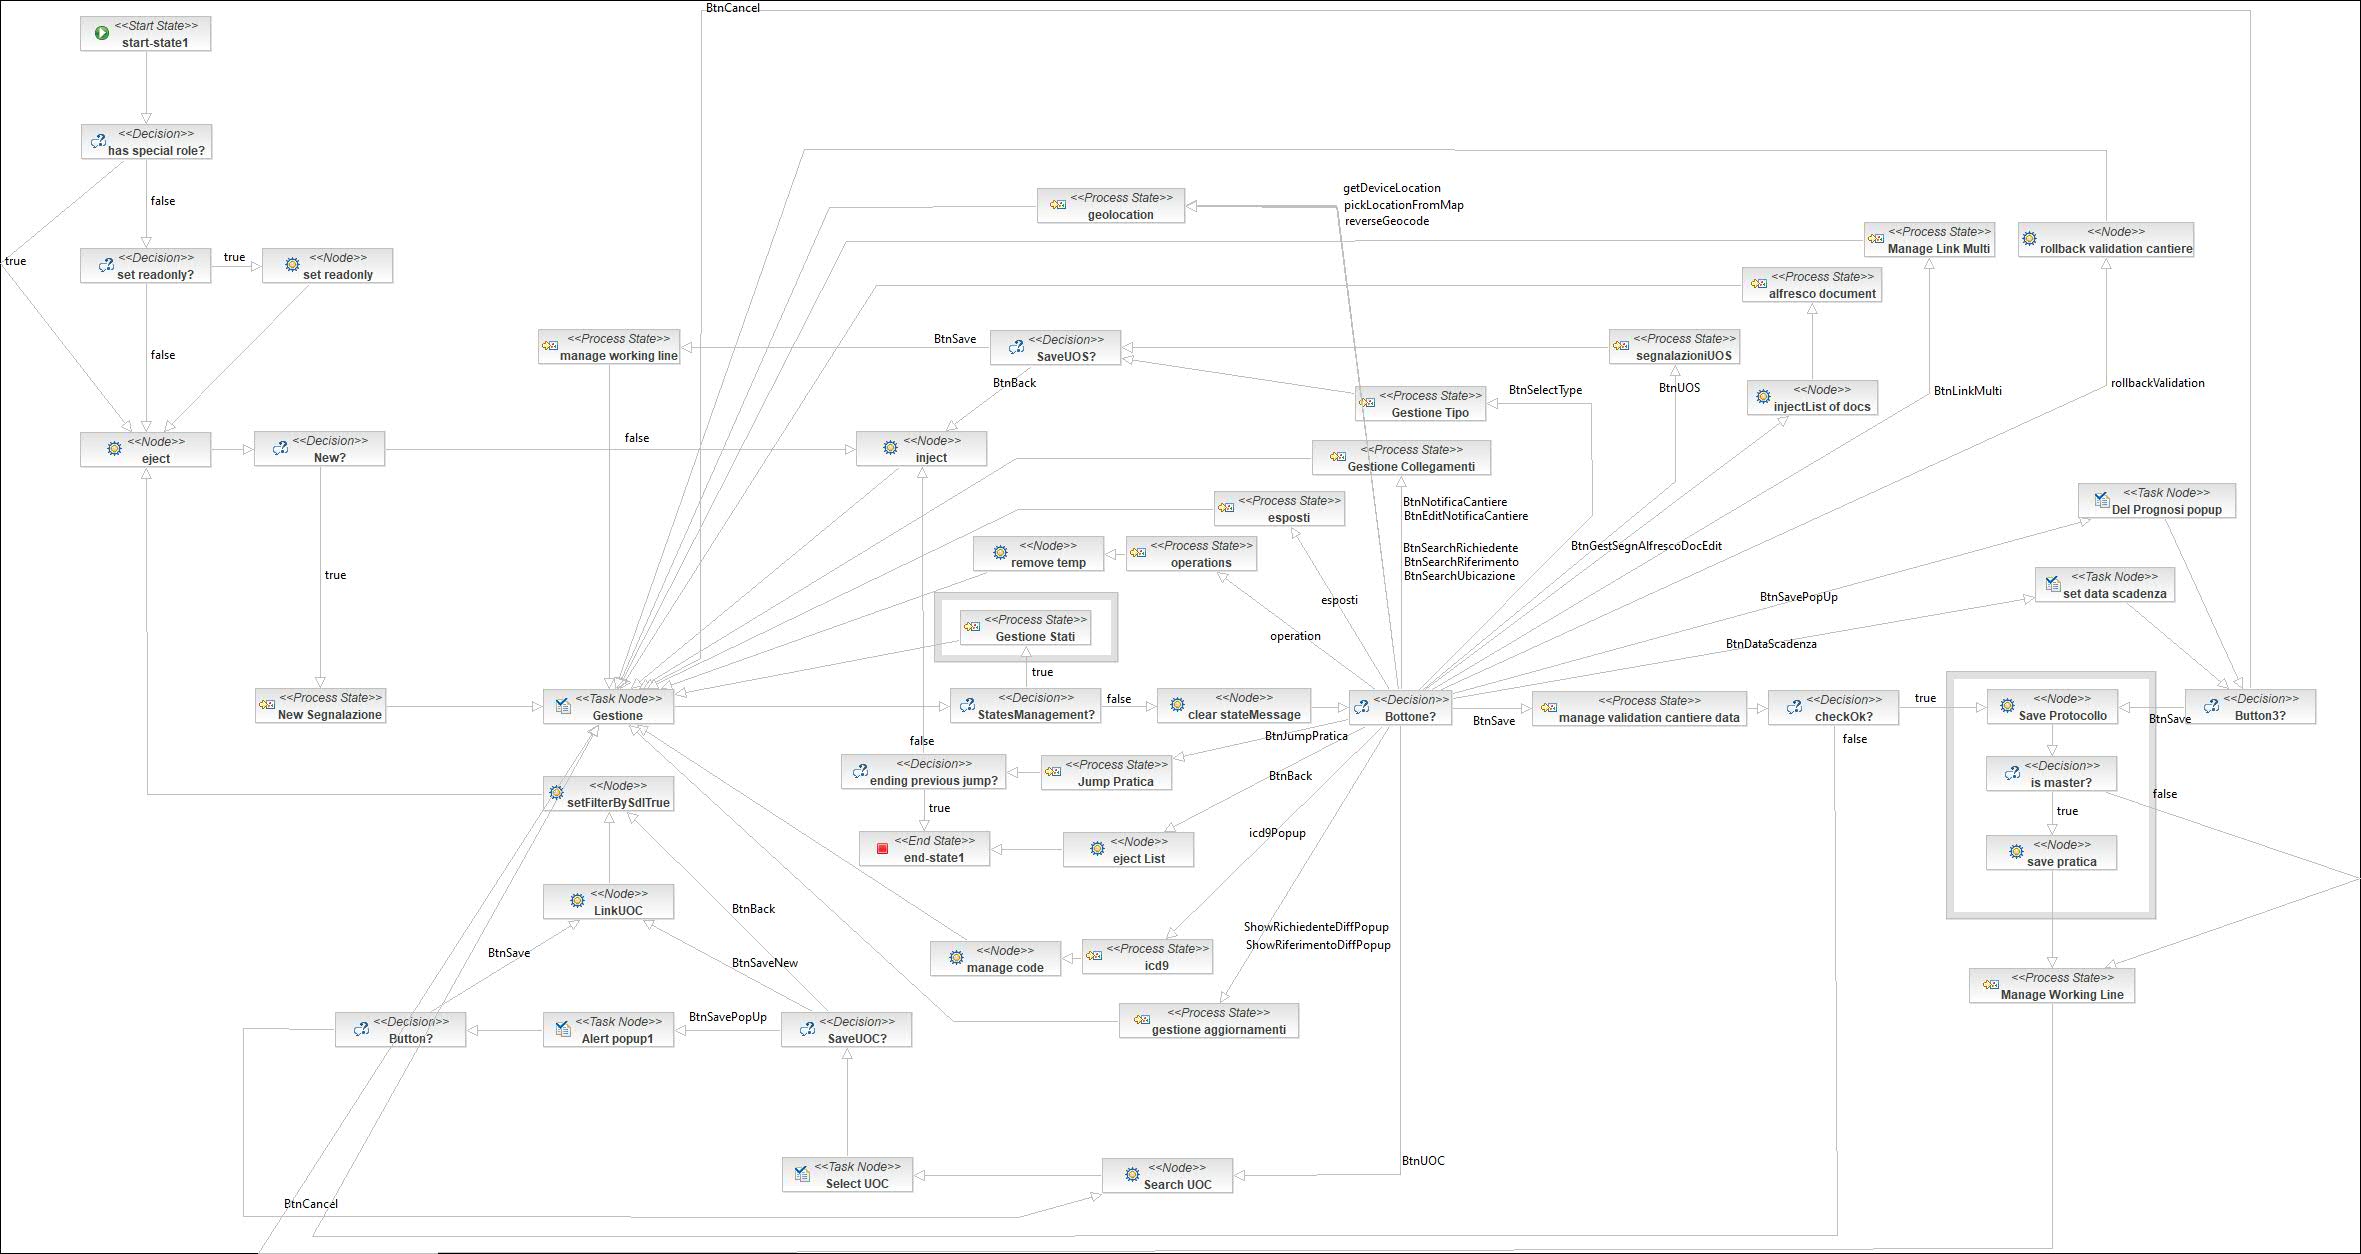 BtnCancel
<<Start State>>
start-state1
<<Decision>>
has special role?
false
true
<<Decision>>
set readonly?
true
<<Node>>
set readonly
false
<<Process State>>
geolocation
getDeviceLocation
pickLocationFromMap
reverseGeocode
<<Process State>>
Manage Link Multi
<<Node>>
rollback validation cantiere
<<Process State>>
alfresco document
<<Process State>>
manage working line
BtnSave
<<Decision>>
SaveUOS?
BtnBack
<<Process State>>
segnalazioniUOS
<<Process State>>
Gestione Tipo
BtnSelectType
BtnUOS
<<Node>>
injectList of docs
BtnLinkMulti
rollbackValidation
<<Node>>
eject
<<Decision>>
New?
false
<<Node>>
inject
<<Process State>>
Gestione Collegamenti
<<Process State>>
esposti
BtnNotificaCantiere
BtnEditNotificaCantiere
<<Task Node>>
Del Prognosi popup
<<Node>>
remove temp
<<Process State>>
operations
BtnSearchRichiedente
BtnSearchRiferimento
BtnSearchUbicazione
BtnGestSegnAlfrescoDocEdit
true
<<Task Node>>
set data scadenza
esposti
BtnSavePopUp
<<Process State>>
Gestione Stati
operation
BtnDataScadenza
true
<<Process State>>
New Segnalazione
<<Task Node>>
Gestione
<<Decision>>
StatesManagement?
false
<<Node>>
clear stateMessage
<<Decision>>
Bottone?
BtnSave
<<Process State>>
manage validation cantiere data
<<Decision>>
checkOk?
true
<<Node>>
Save Protocollo
BtnSave
<<Decision>>
Button3?
false
BtnJumpPratica
false
<<Decision>>
ending previous jump?
<<Process State>>
Jump Pratica
BtnBack
<<Decision>>
is master?
<<Node>>
setFilterBySdlTrue
true
true
false
<<End State>>
end-state1
<<Node>>
eject List
icd9Popup
<<Node>>
save pratica
<<Node>>
LinkUOC
BtnBack
ShowRichiedenteDiffPopup
ShowRiferimentoDiffPopup
BtnSave
BtnSaveNew
<<Node>>
manage code
<<Process State>>
icd9
<<Process State>>
Manage Working Line
<<Decision>>
Button?
<<Task Node>>
Alert popup1
BtnSavePopUp
<<Decision>>
SaveUOC?
<<Process State>>
gestione aggiornamenti
<<Task Node>>
Select UOC
<<Node>>
Search UOC
BtnUOC
BtnCancel